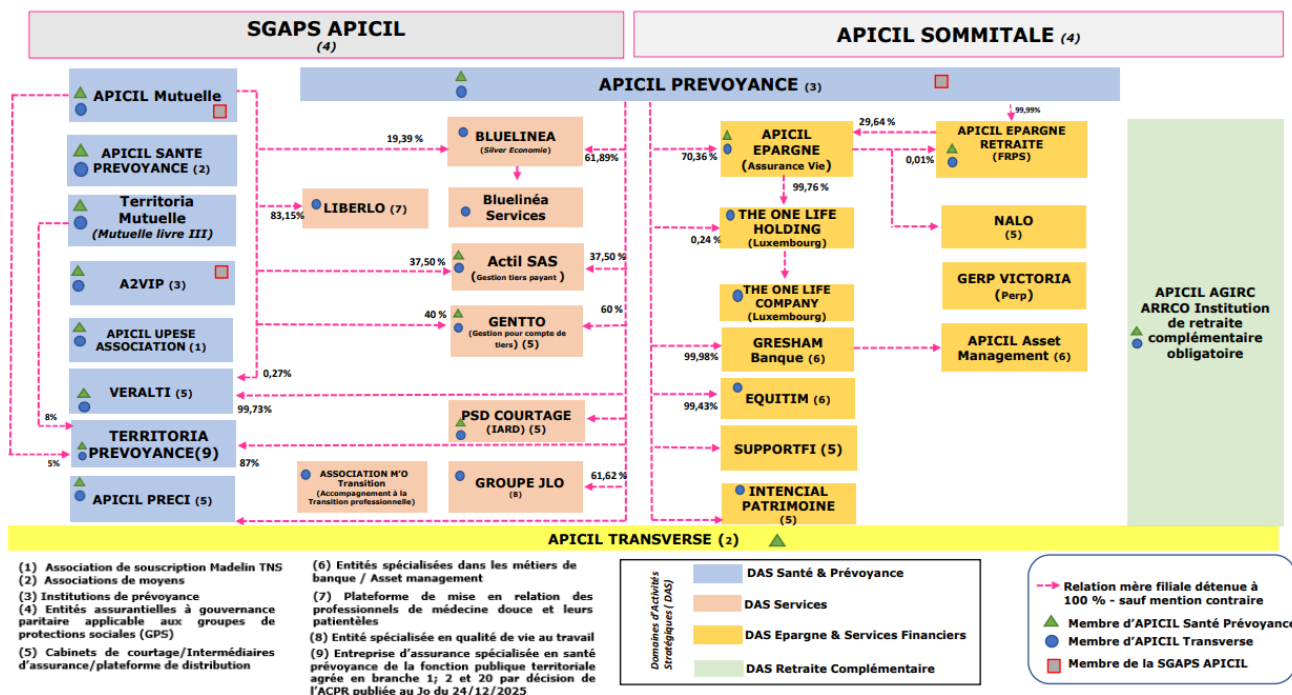 SGAPS APICIL
(4)
APICIL SOMMITALE (4)
APICIL PREVOYANCE (3)
APICIL Mutuelle
APICIL SANTE
PREVOYANCE (2)
Territoria
Mutuelle
(Mutuelle livre III)
A2VIP (3)
APICIL UPESE
ASSOCIATION (1)
0,27%
VERALTI (5)
99,73%
8%
TERRITORIA
PREVOYANCE(9)
5%
87%
APICIL PRECI (5)
19,39 %
BLUELINEA
(Silver Economie)
61,89%
Bluelinéa
Services
83,15%
LIBERLO (7)
37,50 %
Actil SAS
(Gestion tiers payant )
37,50 %
40 %
GENTTO
(Gestion pour compte de
tiers) (5)
60 %
PSD COURTAGE
(IARD) (5)
ASSOCIATION M'O
Transition
(Accompagnement à la
Transition professionnelle)
GROUPE JLO
(8)
61,62 %
70,36 %
APICIL
EPARGNE
(Assurance Vie)
29,64 %
99,99%
0,01%
APICIL EPARGNE
RETRAITE
(FRPS)
99,76 %
0,24 %
THE ONE LIFE
HOLDING
(Luxembourg)
NALO
(5)
THE ONE LIFE
COMPANY
(Luxembourg)
GERP VICTORIA
(Perp)
99,98%
GRESHAM
Banque (6)
APICIL Asset
Management (6)
99,43%
EQUITIM (6)
SUPPORTFI (5)
INTENCIAL
PATRIMOINE
(5)
APICIL AGIRC
ARRCO Institution
de retraite
complémentaire
obligatoire
APICIL TRANSVERSE (2)
(1) Association de souscription Madelin TNS
(2) Associations de moyens
(3) Institutions de prévoyance
(4) Entités assurantielles à gouvernance
paritaire applicable aux groupes de
protections sociales (GPS)
(5) Cabinets de courtage/Intermédiaires
d'assurance/plateforme de distribution
(6) Entités spécialisées dans les métiers de
banque / Asset management
(7) Plateforme de mise en relation des
professionnels de médecine douce et leurs
patientèles
(8) Entité spécialisée en qualité de vie au travail
(9) Entreprise d'assurance spécialisée en santé
prévoyance de la fonction publique territoriale
agrée en branche 1; 2 et 20 par décision de
l'ACPR publiée au Jo du 24/12/2025
Domaines d'Activités
Stratégiques ( DAS)
DAS Santé & Prévoyance
DAS Services
DAS Epargne & Services Financiers
DAS Retraite Complémentaire
Relation mère filiale détenue à
100 % - sauf mention contraire
Membre d'APICIL Santé Prévoyance
Membre d'APICIL Transverse
Membre de la SGAPS APICIL